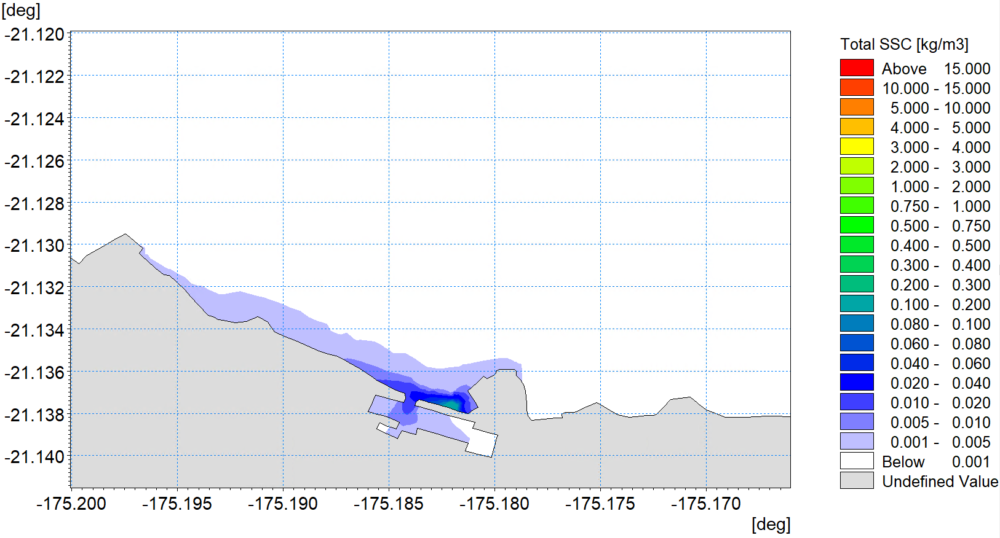 [deg]
-21.120
-21.122
-21.124
-21.126
-21.128
-21.130
-21.132
-21.134
-21.136
-21.138
-21.140
-175.200 -175.195 -175.190 -175.185 -175.180 -175.175 -175.170
[deg]
Total SSC [kg/m3]
Above 15.000
10.000 - 15.000
5.000 - 10.000
4.000 - 5.000
3.000 - 4.000
2.000 - 3.000
1.000 - 2.000
0.750 - 1.000
0.500 - 0.750
0.400 - 0.500
0.300 - 0.400
0.200 - 0.300
0.100 - 0.200
0.080 - 0.100
0.060 - 0.080
0.040 - 0.060
0.020 - 0.040
0.010 - 0.020
0.005 - 0.010
0.001 - 0.005
Below 0.001
Undefined Value